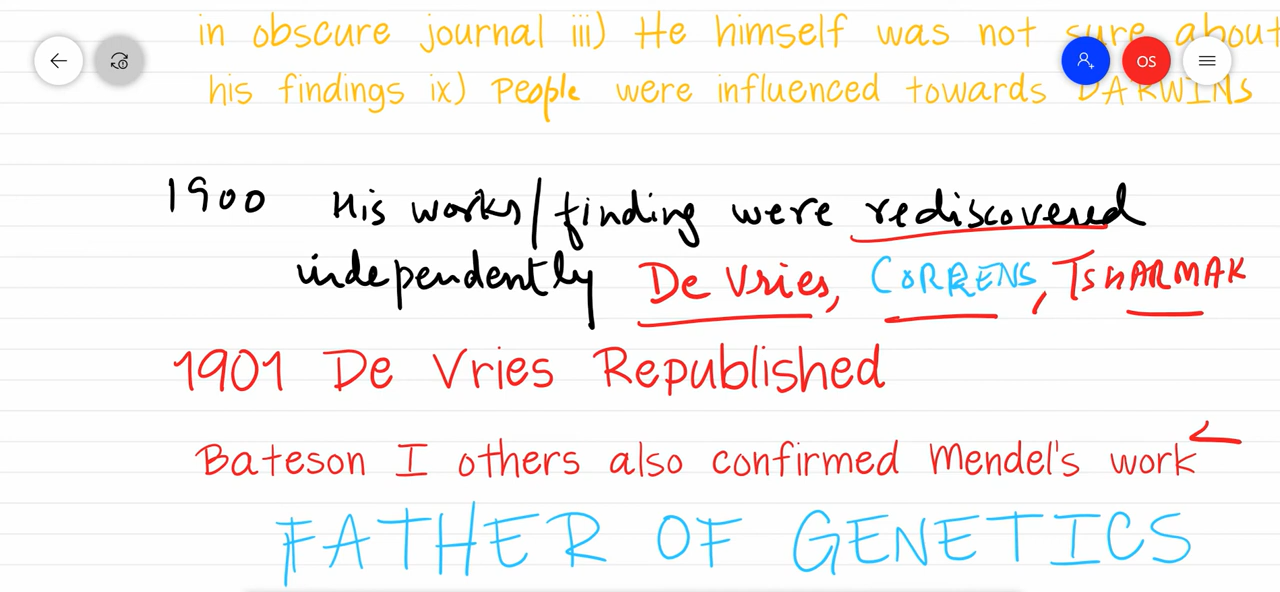 in obscure journal iii) He himself was not sure about
his findings ix) People were influenced towards DARWINS
OS
1900 His works/finding were rediscovered
independently De Vries, CORRENS, TSHARMAK
1901 De Vries Republished
Bateson I others also confirmed Mendel's work
FATHER OF GENETICS